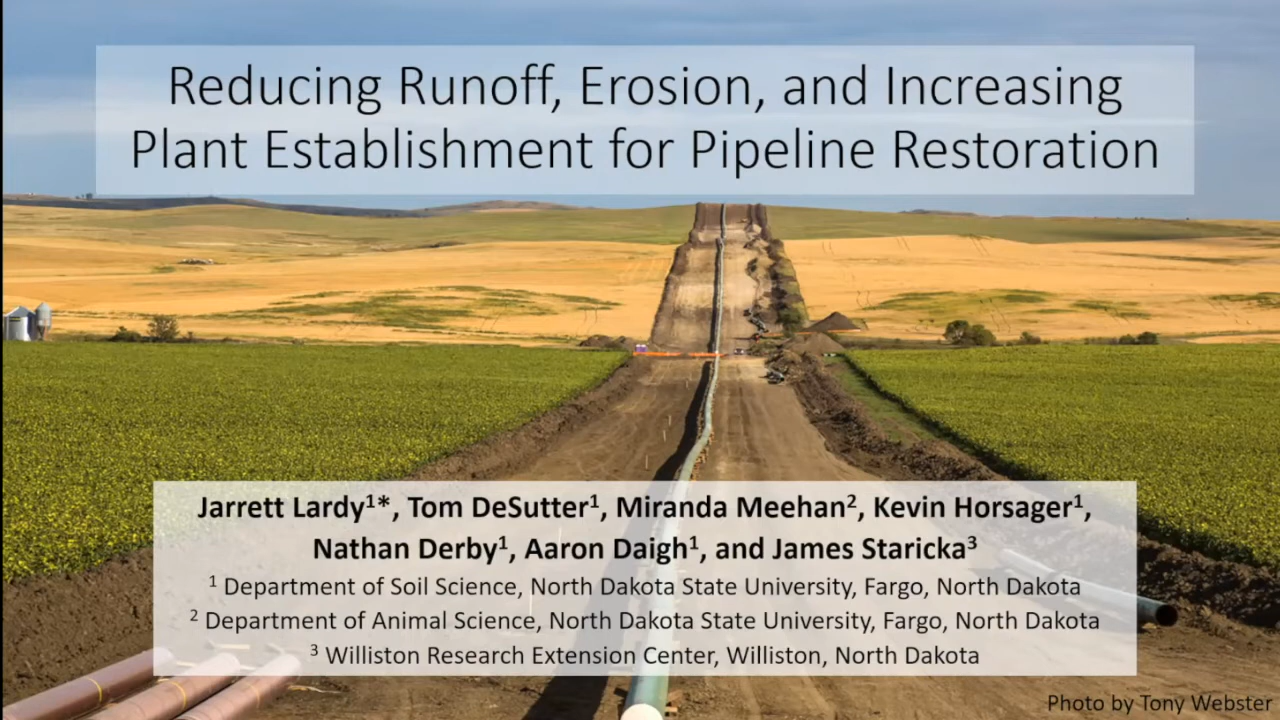 Reducing Runoff, Erosion, and Increasing
Plant Establishment for Pipeline Restoration
Jarrett Lardy¹*, Tom DeSutter¹, Miranda Meehan², Kevin Horsager¹,
Nathan Derby¹, Aaron Daigh¹, and James Staricka³
¹ Department of Soil Science, North Dakota State University, Fargo, North Dakota
² Department of Animal Science, North Dakota State University, Fargo, North Dakota
³ Williston Research Extension Center, Williston, North Dakota
Photo by Tony Webster